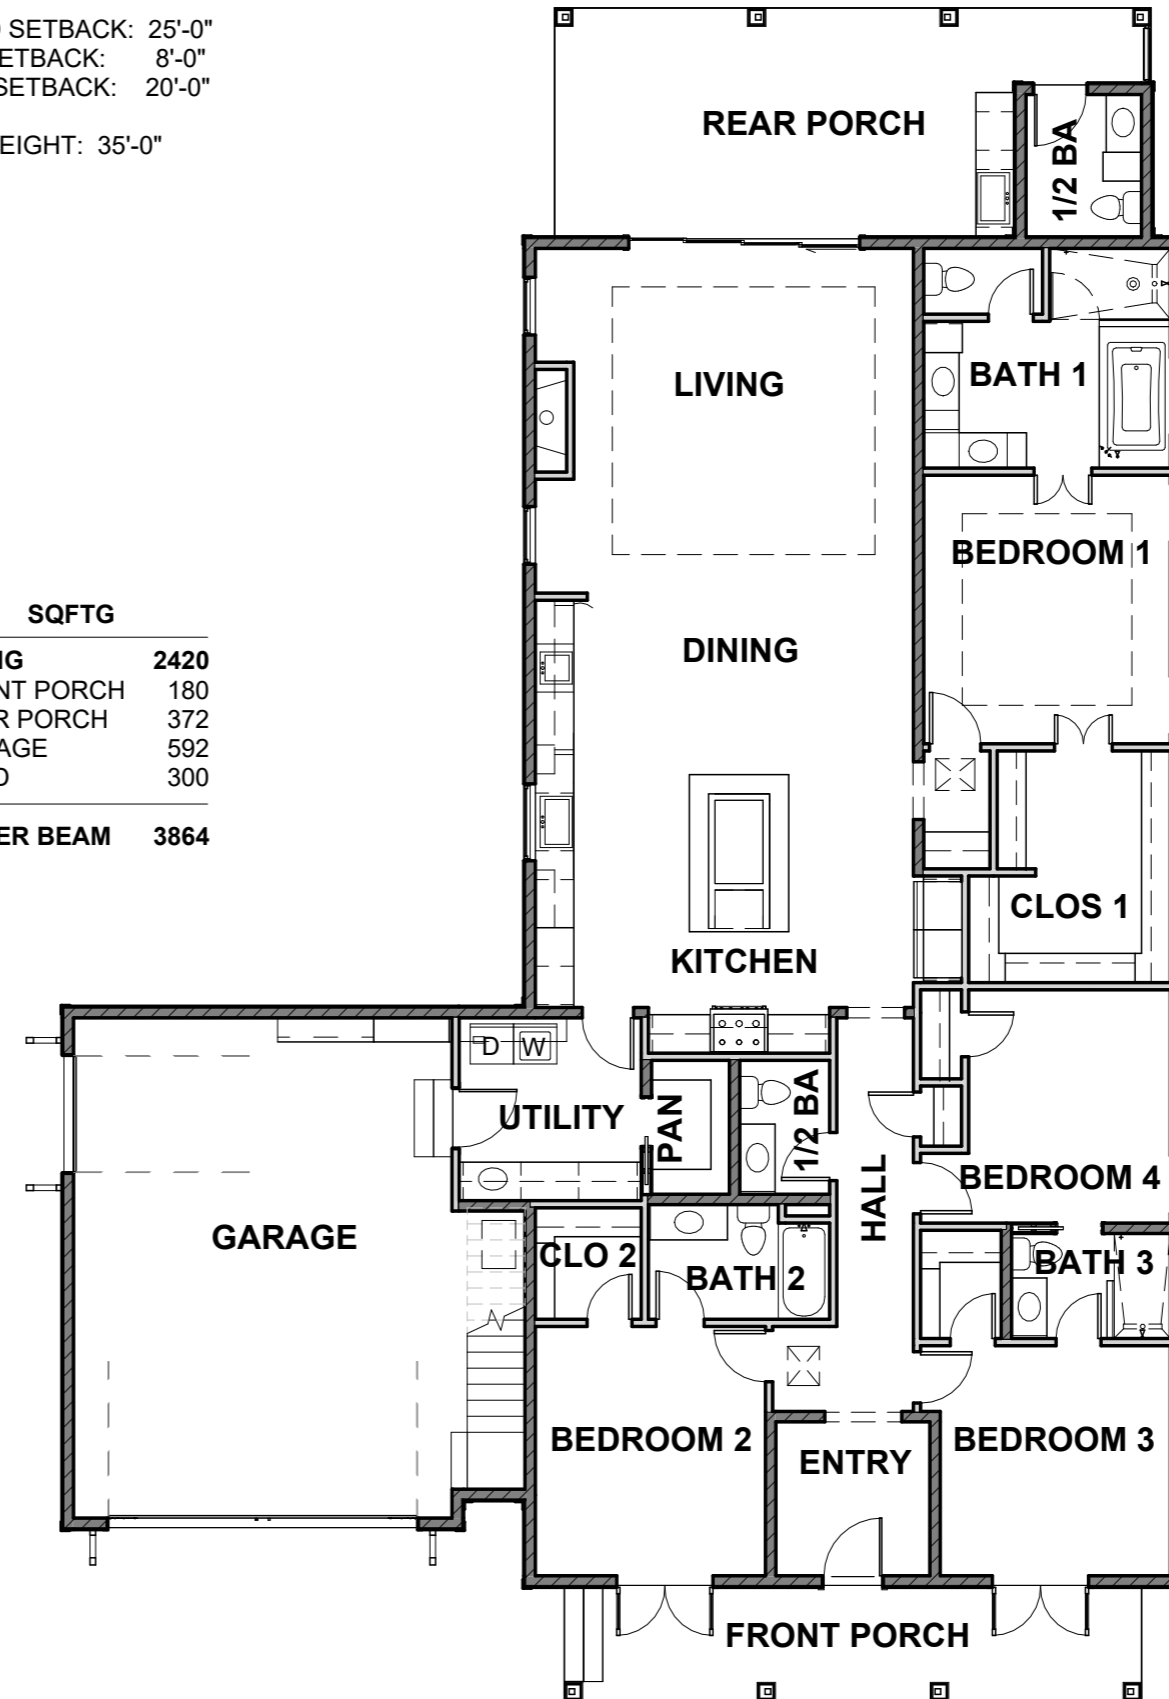 SETBACK: 25'-0"
ETBACK: 8'-0"
SETBACK: 20'-0"
EIGHT: 35'-0"
REAR PORCH
1/2 BA
LIVING
BATH 1
BEDROOM 1
SQFTG
NG 2420
NT PORCH 180
R PORCH 372
AGE 592
300
ER BEAM 3864
DINING
CLOS 1
KITCHEN
D W
UTILITY
PAN
1/2 BA
HALL
BEDROOM 4
GARAGE
CLO 2
BATH 2
BATH 3
BEDROOM 2
ENTRY
BEDROOM 3
FRONT PORCH